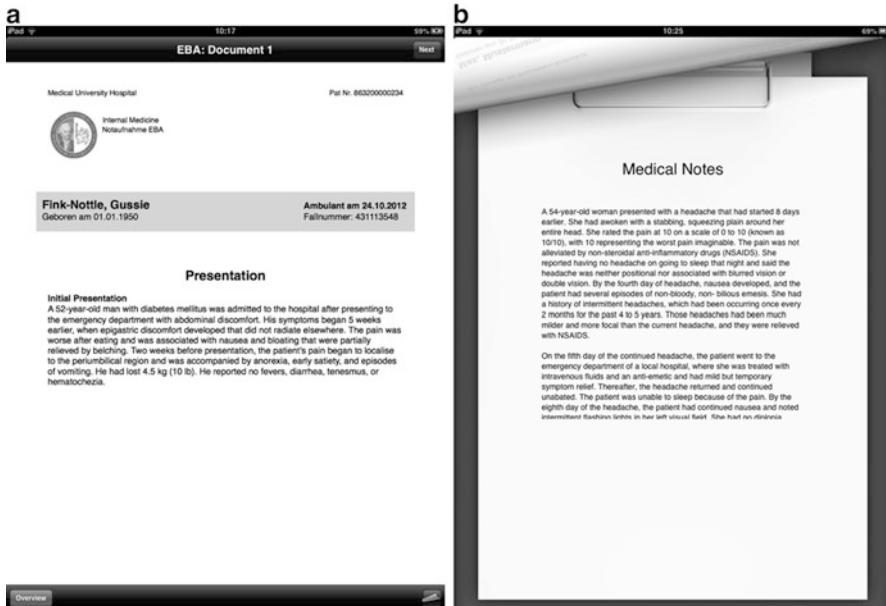 a
iPad
10:17
59%
EBA: Document 1
Next
Medical University Hospital
Pat Nr. 863200000234
Internal Medicine
Notaufnahme EBA
Fink-Nottle, Gussie
Ambulant am 24.10.2012
Geboren am 01.01.1950
Fallnummer: 431113548
Presentation
Initial Presentation
A 52-year-old man with diabetes mellitus was admitted to the hospital after presenting to
the emergency department with abdominal discomfort. His symptoms began 5 weeks
earlier, when epigastric discomfort developed that did not radiate elsewhere. The pain was
worse after eating and was associated with nausea and bloating that were partially
relieved by belching. Two weeks before presentation, the patient's pain began to localise
to the periumbilical region and was accompanied by anorexia, early satiety, and episodes
of vomiting. He had lost 4.5 kg (10 lb). He reported no fevers, diarrhea, tenesmus, or
hematochezia.
Overview
b
iPad
10:25
69%
Medical Notes
A 54-year-old woman presented with a headache that had started 8 days
earlier. She had awoken with a stabbing, squeezing plain around her
entire head. She rated the pain at 10 on a scale of 0 to 10 (known as
10/10), with 10 representing the worst pain imaginable. The pain was not
alleviated by non-steroidal anti-inflammatory drugs (NSAIDS). She
reported having no headache on going to sleep that night and said the
headache was neither positional nor associated with blurred vision or
double vision. By the fourth day of headache, nausea developed, and the
patient had several episodes of non-bloody, non- bilious emesis. She had
a history of intermittent headaches, which had been occurring once every
2 months for the past 4 to 5 years. Those headaches had been much
milder and more focal than the current headache, and they were relieved
with NSAIDS.
On the fifth day of the continued headache, the patient went to the
emergency department of a local hospital, where she was treated with
intravenous fluids and an anti-emetic and had mild but temporary
symptom relief. Thereafter, the headache returned and continued
unabated. The patient was unable to sleep because of the pain. By the
eighth day of the headache, the patient had continued nausea and noted
intermittent flashing lights in her left visual field. She had no diplopia